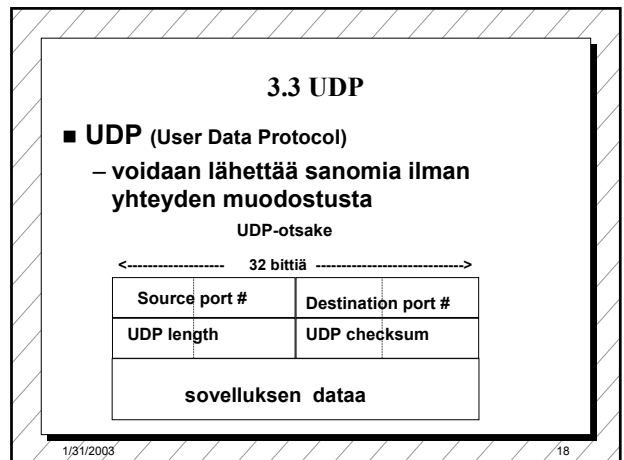 3.3 UDP
■ UDP (User Data Protocol)
– voidaan lähettää sanomia ilman
yhteyden muodostusta
UDP-otsake
<------------------- 32 bittiä ---------------------------->
Source port # Destination port #
UDP length UDP checksum
sovelluksen dataa
1/31/2003 18